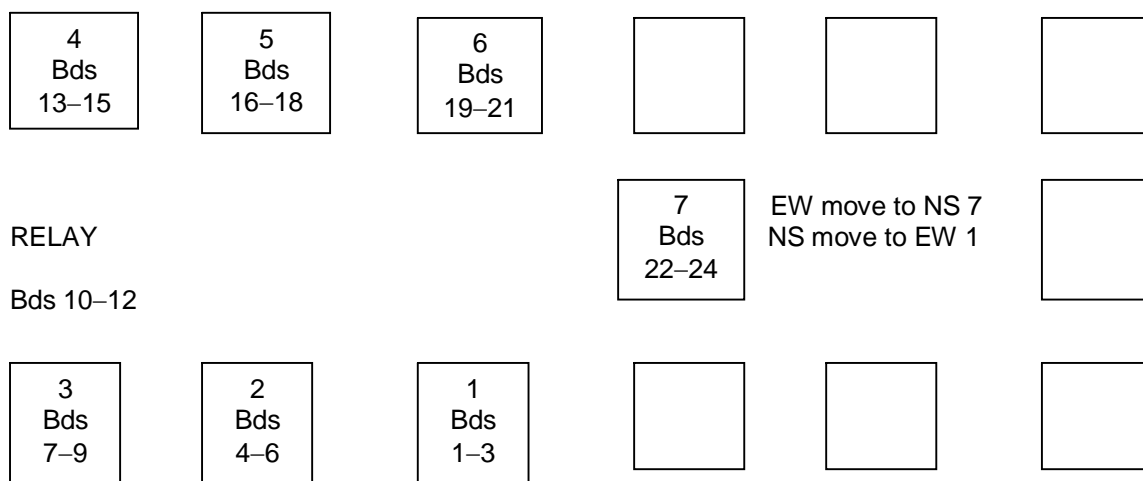 4
Bds
13–15
5
Bds
16–18
6
Bds
19–21
7
Bds
22–24
EW move to NS 7
NS move to EW 1
RELAY
Bds 10–12
3
Bds
7–9
2
Bds
4–6
1
Bds
1–3